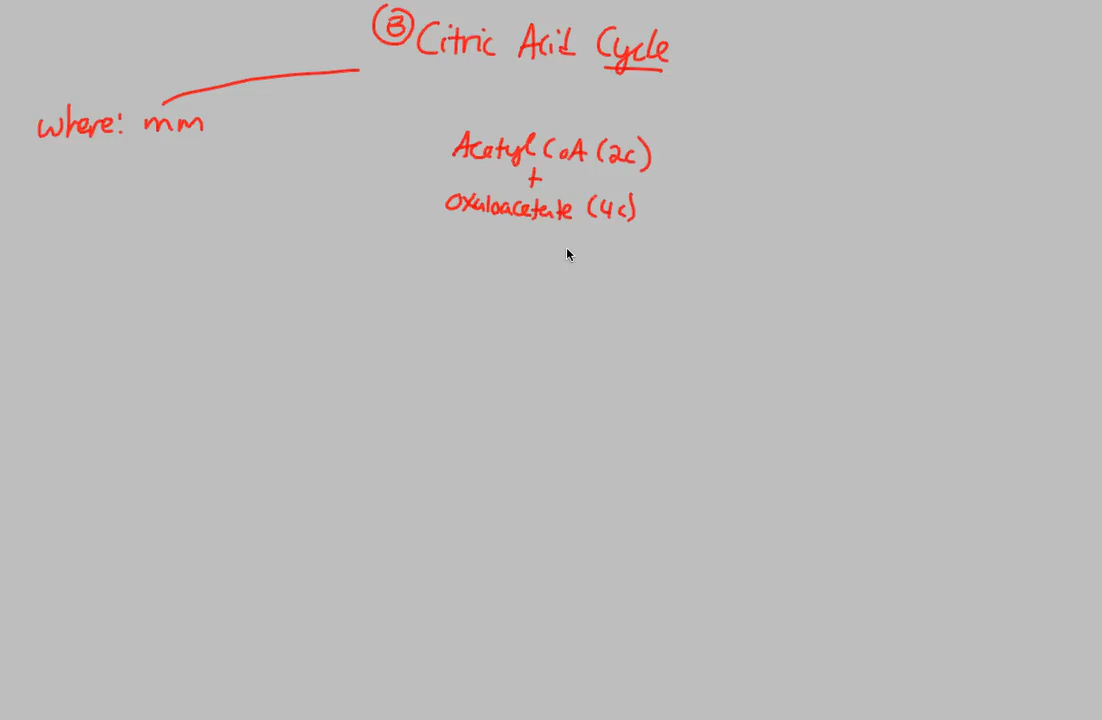 ③ Citric Acid Cycle
where: mm
Acetyl CoA (2c)
+
Oxaloacetate (4c)